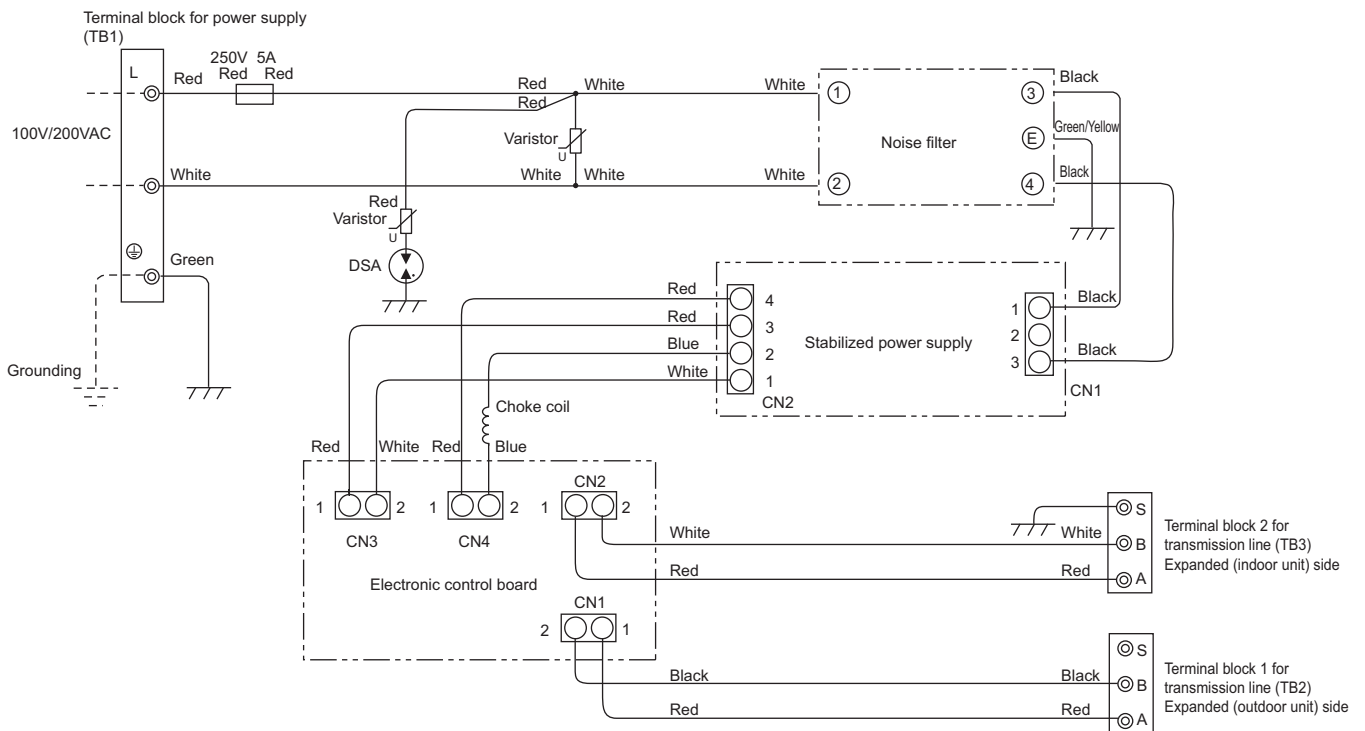 Terminal block for power supply
(TB1)
250V 5A
L
Red
Red Red
Red
White
White
1
3
Black
Red
100V/200VAC
Varistor
U
Noise filter
E
Green/Yellow
White
White White
White
2
4
Black
Red
Varistor
U
Green
DSA
Grounding
Red
4
Red
3
Blue
2
White
1
CN2
Stabilized power supply
1
2
3
Black
Black
CN1
Choke coil
Red
White
Red
Blue
1
2
CN3
1
2
CN4
CN2
1
2
Electronic control board
White
White
Red
Red
S
B
A
Terminal block 2 for
transmission line (TB3)
Expanded (indoor unit) side
CN1
2
1
Black
Black
Red
Red
S
B
A
Terminal block 1 for
transmission line (TB2)
Expanded (outdoor unit) side